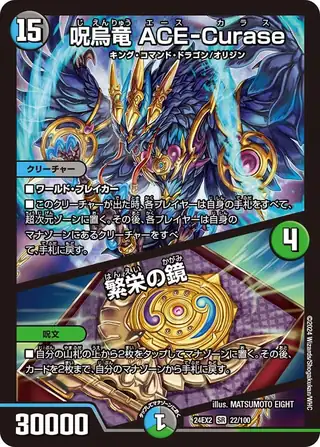 15
じえんりゅう エース カラス
呪烏竜 ACE-Curase
キング・コマンド・ドラゴン/オリジン
クリーチャー
■ワールド・ブレイカー
■このクリーチャーが出た時、各プレイヤーは自身の手札をすべて、
超次元ゾーンに置く。その後、各プレイヤーは自身の
マナゾーンにあるクリーチャーをすべ
て、手札に戻す。
4
はんえい かがみ
繁栄の鏡
呪文
■自分の山札の上から2枚をタップしてマナゾーンに置く。その後、
カードを2枚まで、自分のマナゾーンから手札に戻す。
©2024 Wizards/Shogakukan/WHC
illus. MATSUMOTO EIGHT
30000
1
24EX2 SR 22/100